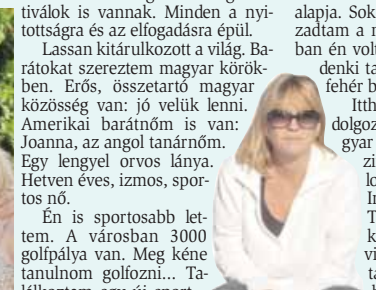 tiválok is vannak. Minden a nyi-
tottságra és az elfogadásra épül.
Lassan kitárulkozott a világ. Ba-
rátokat szereztem magyar körök-
ben. Erős, összetartó magyar
közösség van: jó velük lenni.
Amerikai barátnőm is van:
Joanna, az angol tanárnőm.
Egy lengyel orvos lánya.
Hetven éves, izmos, spor-
tos nő.
Én is sportosabb let-
tem. A városban 3000
golfpálya van. Meg kéne
tanulnom golfozni... Ta-
alapja. Sok
zadtam a
ban én vol
denki ta
fehér b
Itth
dolgoz
gyar
zi